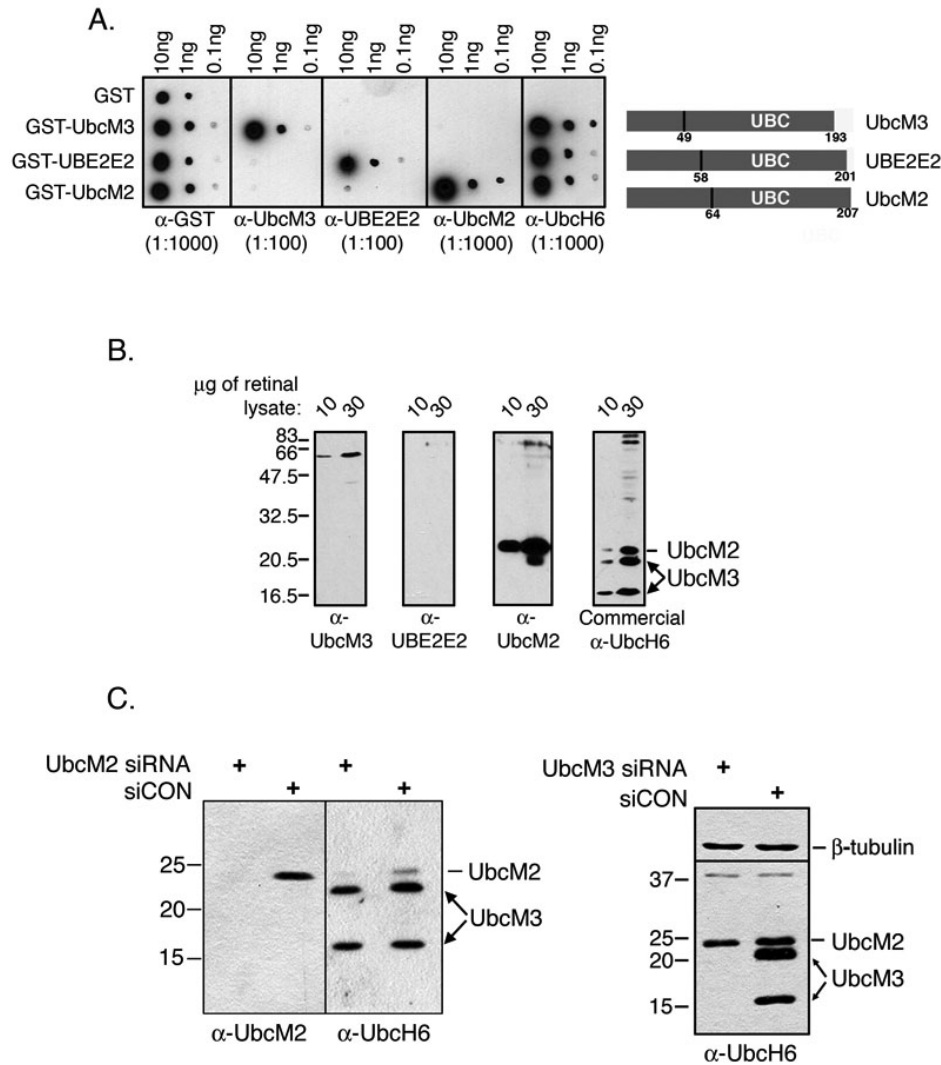 A.
10ng 1ng 0.1ng 10ng 1ng 0.1ng 10ng 1ng 0.1ng 10ng 1ng 0.1ng 10ng 1ng 0.1ng
GST
GST-UbcM3
GST-UBE2E2
GST-UbcM2
α-GST α-UbcM3 α-UBE2E2 α-UbcM2 α-UbcH6
(1:1000) (1:100) (1:100) (1:1000) (1:1000)
UBC UbcM3
49 193
UBC UBE2E2
58 201
UBC UbcM2
64 207
UBC
B.
μg of retinal
lysate: 10 30 10 30 10 30 10 30
83
66
47.5
32.5
20.5
16.5
UbcM2
UbcM3
α- α- α- Commercial
UbcM3 UBE2E2 UbcM2 α-UbcH6
C.
UbcM2 siRNA + +
siCON + +
25
20
15
UbcM2
UbcM3
α-UbcM2 α-UbcH6
UbcM3 siRNA +
siCON +
β-tubulin
37
25
20
15
UbcM2
UbcM3
α-UbcH6